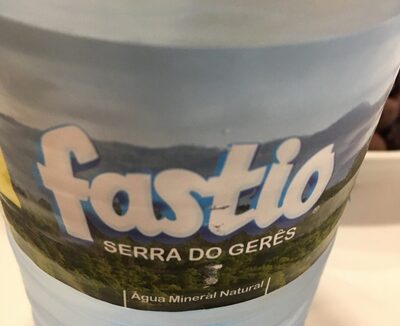 fastio
SERRA DO GERÊS
Água Mineral Natural